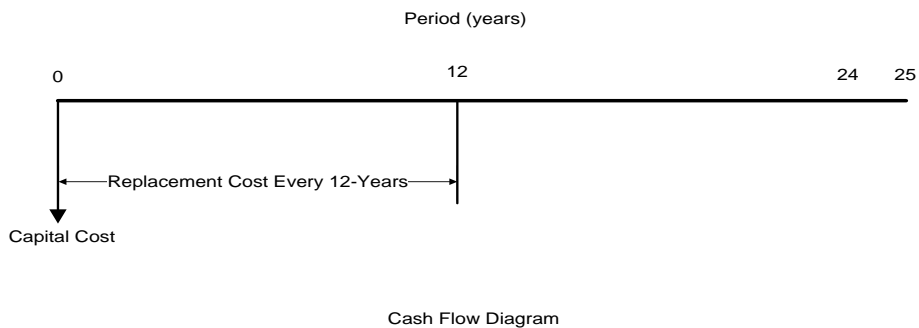 Period (years)
0 12 24 25
Replacement Cost Every 12-Years
Capital Cost
Cash Flow Diagram